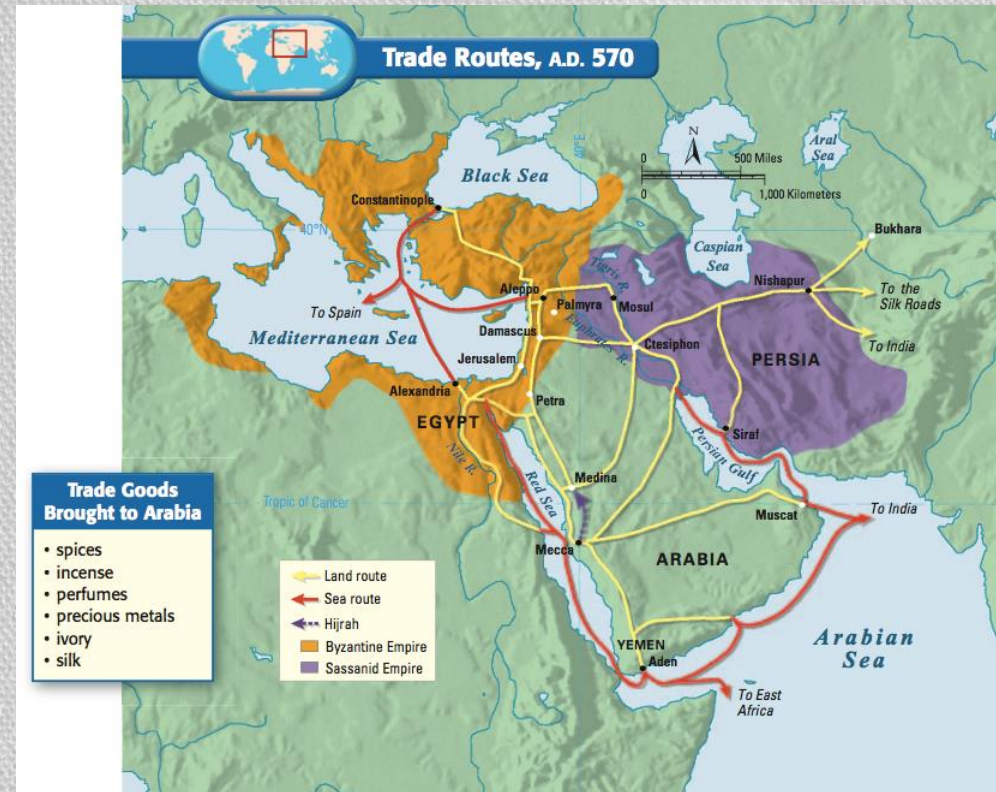 Trade Routes, A.D. 570
N
0 500 Miles
0 1,000 Kilometers
40°E
40°N
Aral
Sea
Black Sea
Constantinople
Caspian
Sea
Bukhara
Nishapur
To the
Silk Roads
To India
Tigris R.
Aleppo
Palmyra
Mosul
To Spain
Mediterranean Sea
Damascus
Euphrates R.
Ctesiphon
PERSIA
Jerusalem
Alexandria
Petra
EGYPT
Siraf
Nile R.
Persian Gulf
Red Sea
Medina
Tropic of Cancer
Muscat
To India
Mecca
ARABIA
YEMEN
Aden
Arabian
Sea
To East
Africa
Trade Goods
Brought to Arabia
• spices
• incense
• perfumes
• precious metals
• ivory
• silk
Land route
Sea route
Hijrah
Byzantine Empire
Sassanid Empire